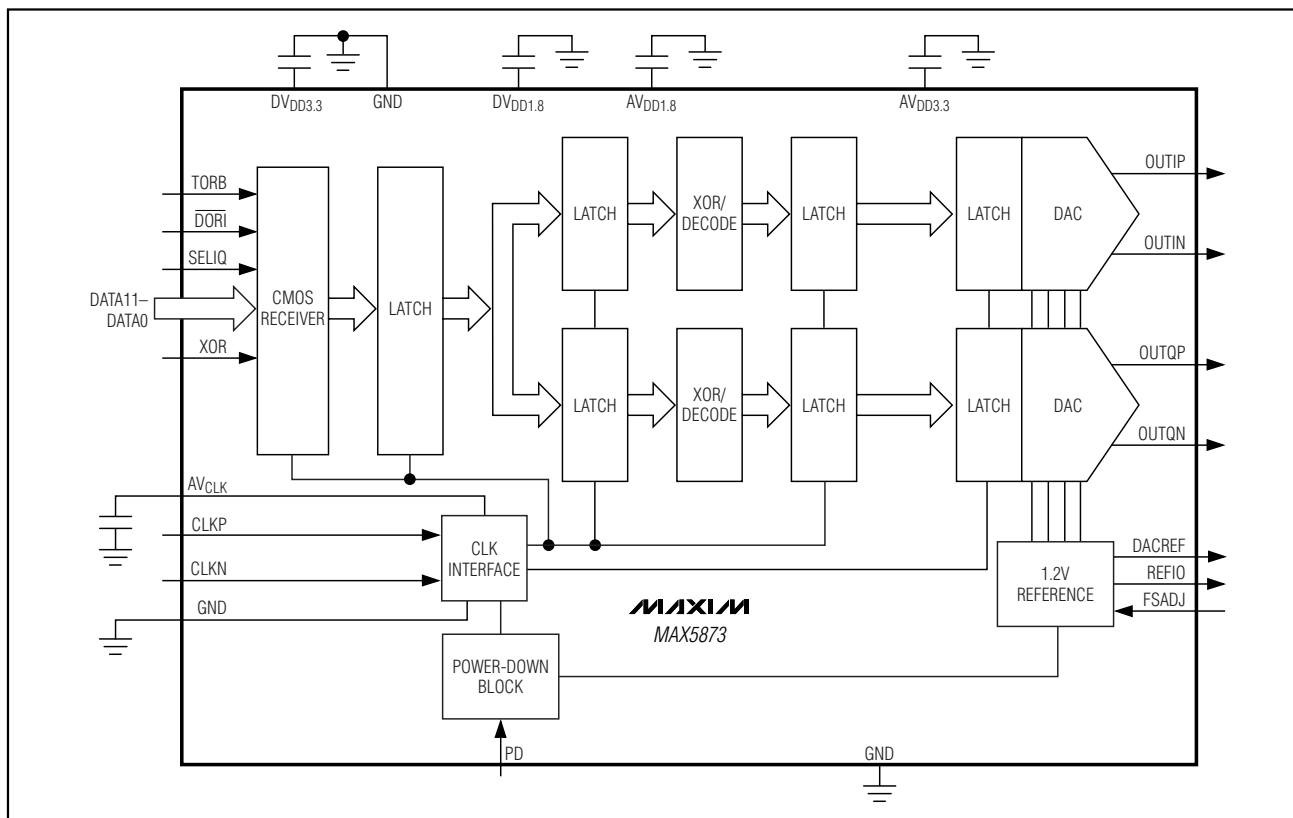 DVDD3.3
GND
DVDD1.8
AVDD1.8
AVDD3.3
TORB
DORI
SELIQ
DATA11–
DATA0
XOR
CMOS
RECEIVER
LATCH
LATCH
XOR/
DECODE
LATCH
LATCH
DAC
OUTIP
OUTIN
LATCH
XOR/
DECODE
LATCH
LATCH
DAC
OUTQP
OUTQN
AVCLK
CLKP
CLKN
GND
CLK
INTERFACE
1.2V
REFERENCE
DACREF
REFIO
FSADJ
MAXIM
MAX5873
POWER-DOWN
BLOCK
PD
GND